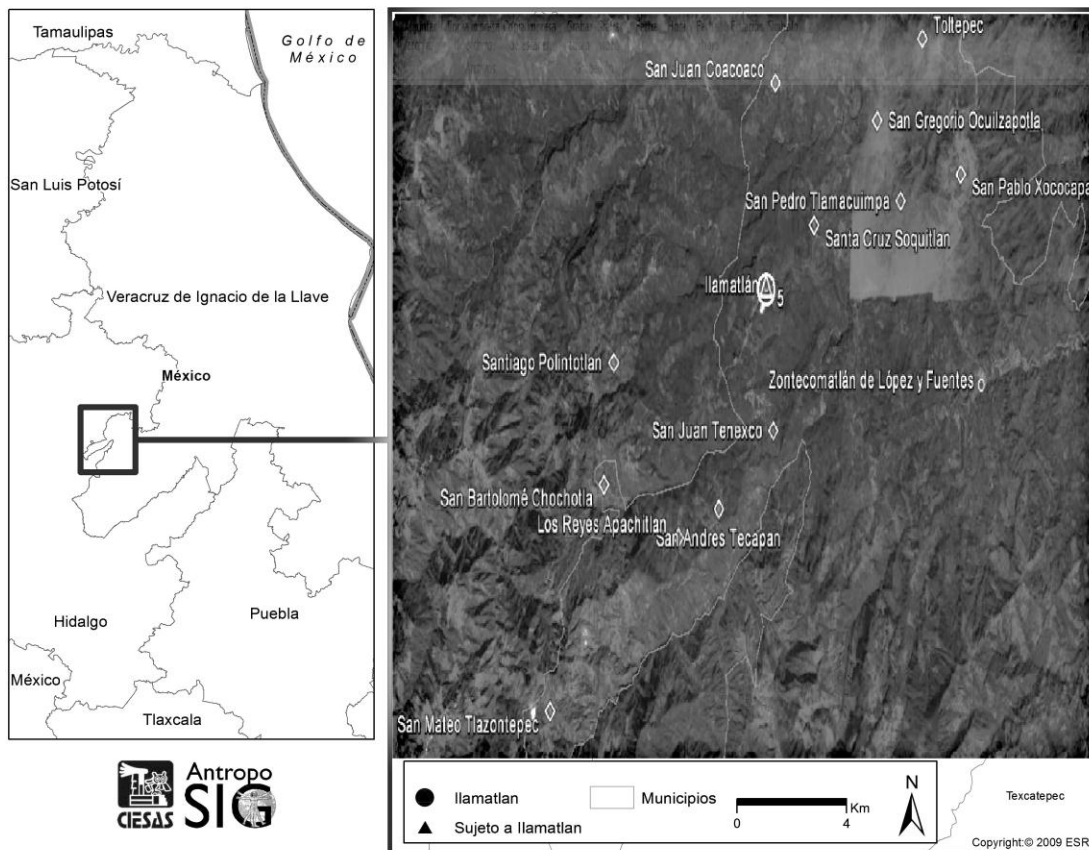 Tamaulipas
Golfo de
México
San Luis Potosí
Veracruz de Ignacio de la Llave
México
Hidalgo
Puebla
México
Tlaxcala
CIESAS
Antropo
SIG
Toltepec
San Juan Coacoaco
San Gregorio Ocuilzapotla
San Pablo Xococapa
San Pedro Tlamacuimpa
Santa Cruz Soquitlan
Ilamatlán
5
Santiago Polintotlan
Zontecomatlán de López y Fuentes
San Juan Tenexco
San Bartolomé Chochotla
Los Reyes Apachitlan
San Andres Tecapan
San Mateo Tlazontepec
Ilamatlan
Municipios
Km
0 4
Sujeto a Ilamatlan
N
Texcatepec
Copyright:© 2009 ESR